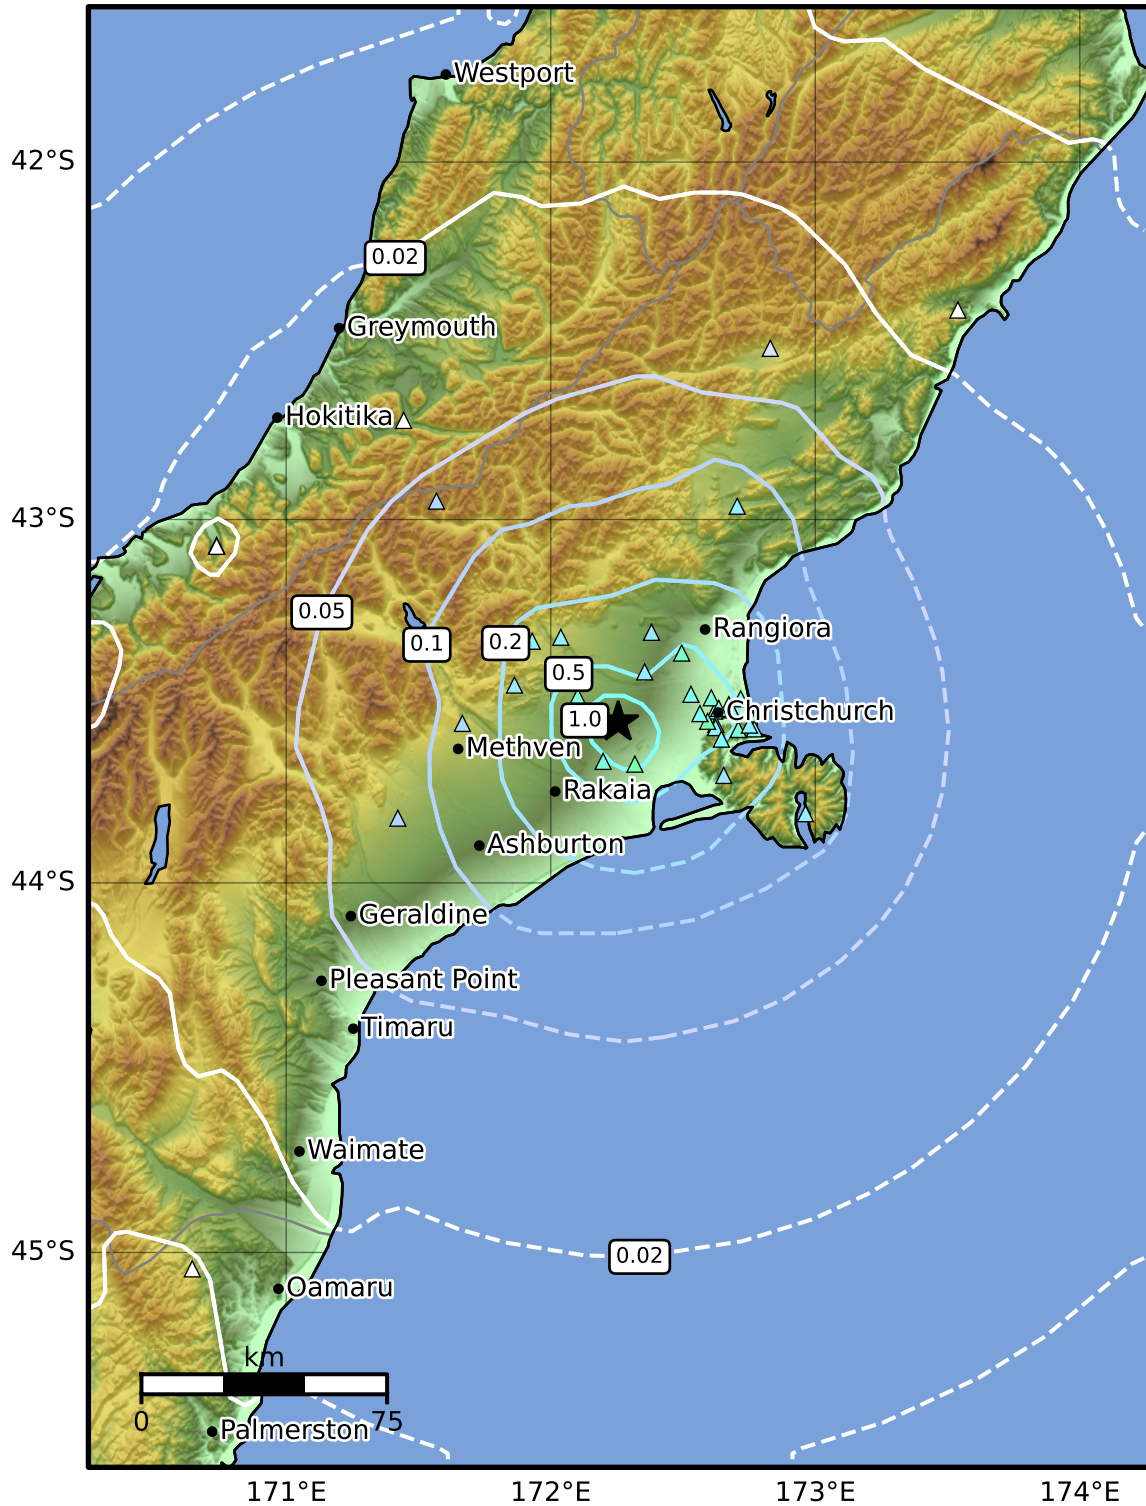 Westport
42°S
0.02
Greymouth
Hokitika
43°S
0.05
0.1
0.2
Rangiora
0.5
1.0
Christchurch
Methven
Rakaia
Ashburton
44°S
Geraldine
Pleasant Point
Timaru
Waimate
45°S
0.02
Oamaru
km
0
75
Palmerston
171°E
172°E
173°E
174°E